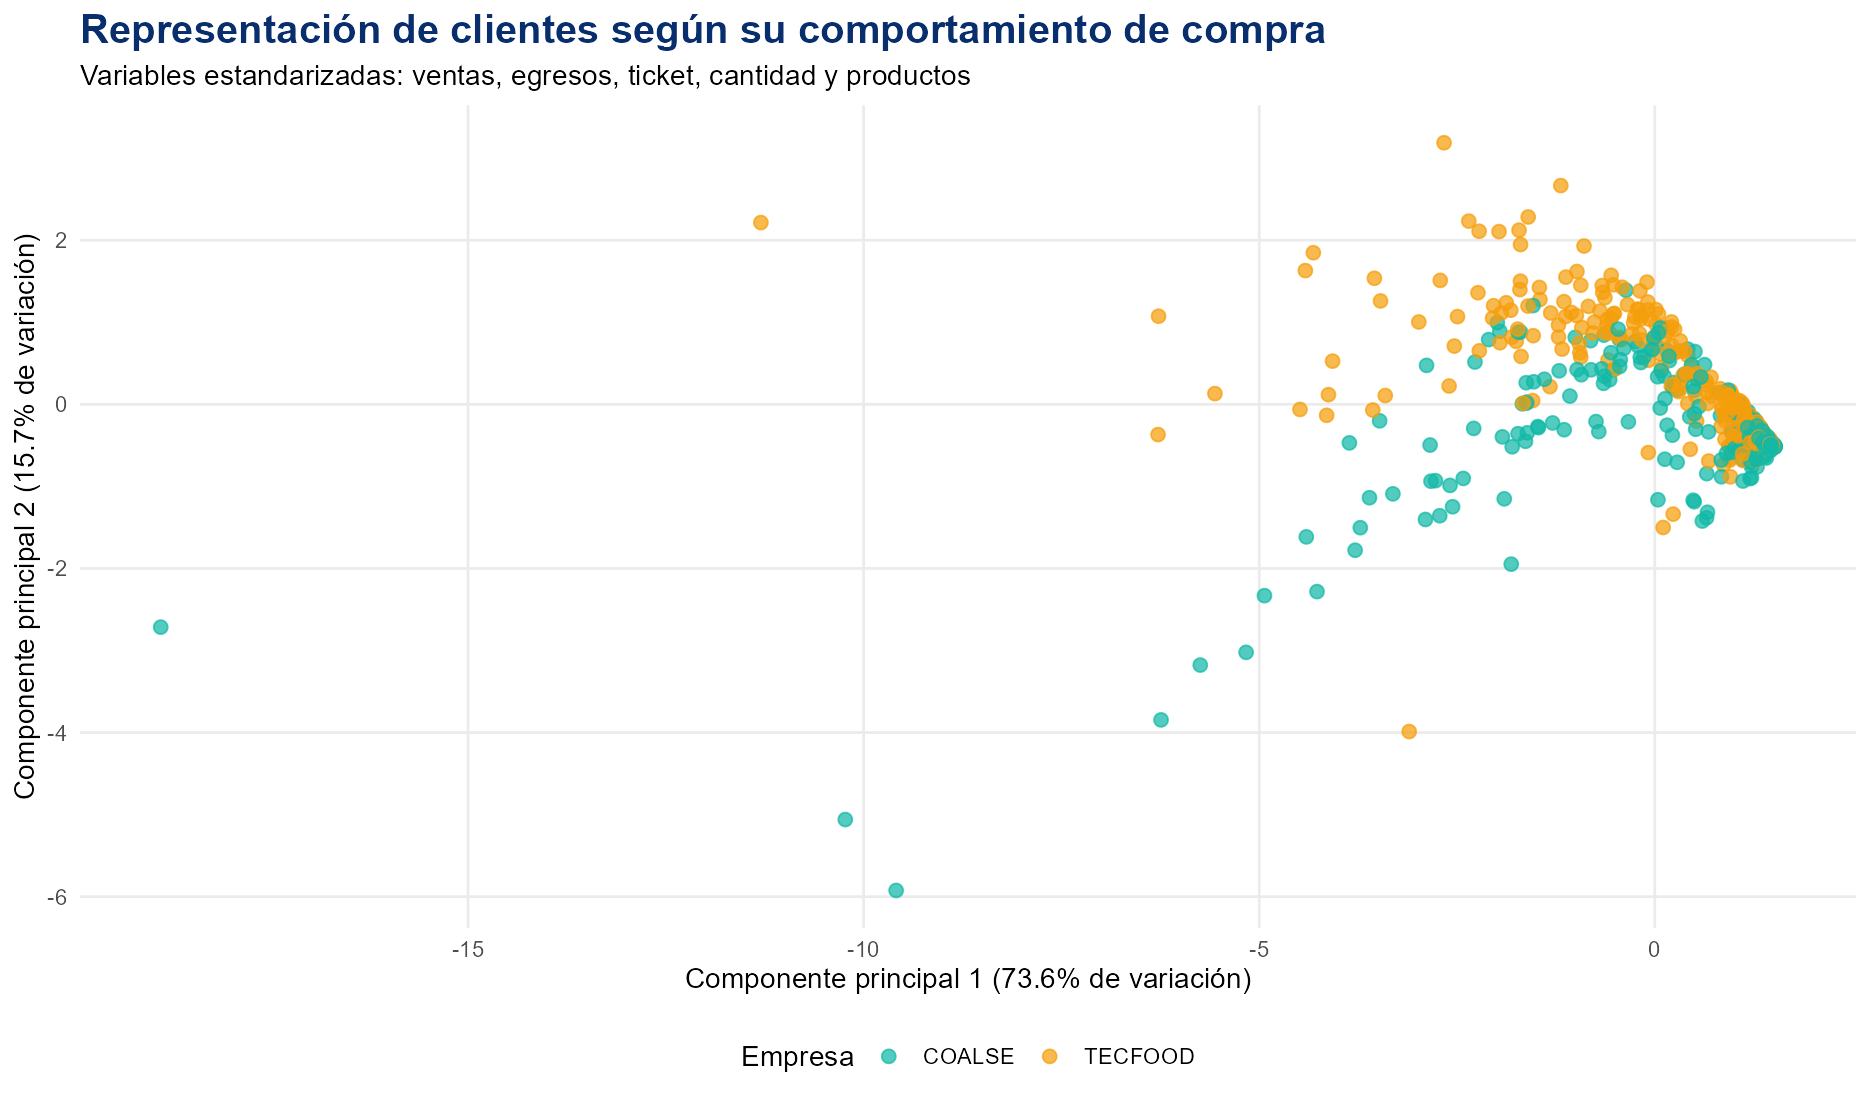 Representación de clientes según su comportamiento de compra
Variables estandarizadas: ventas, egresos, ticket, cantidad y productos
Componente principal 2 (15.7% de variación)
2
0
-2
-4
-6
-15
-10
-5
0
Componente principal 1 (73.6% de variación)
Empresa
COALSE
TECFOOD